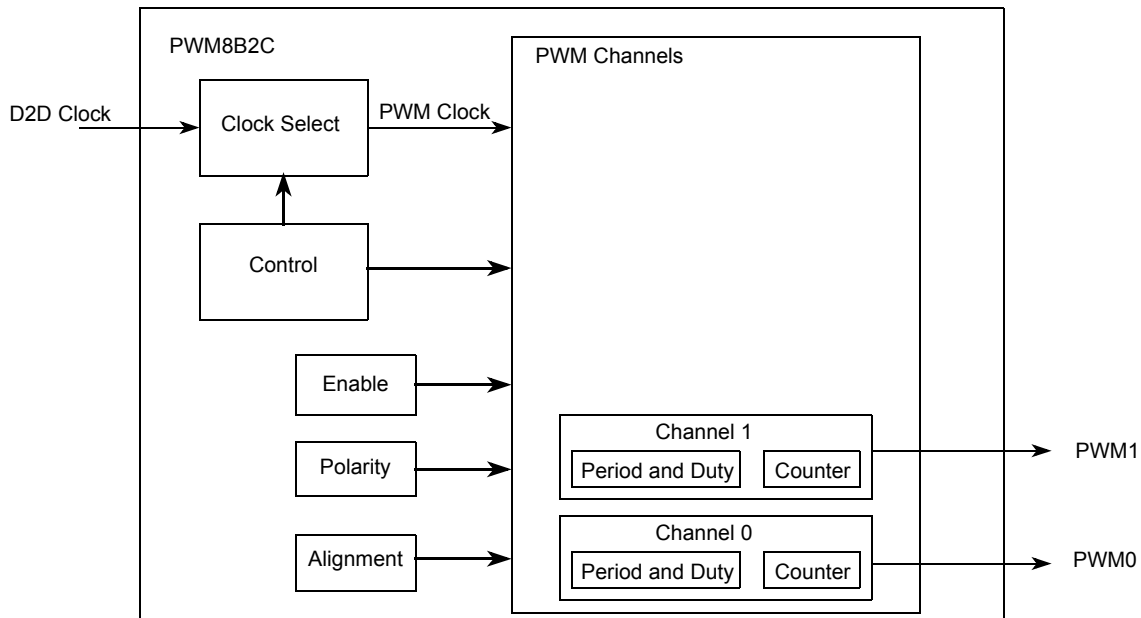 PWM8B2C
PWM Channels
D2D Clock
Clock Select
PWM Clock
Control
Enable
Polarity
Alignment
Channel 1
Period and Duty
Counter
PWM1
Channel 0
Period and Duty
Counter
PWM0